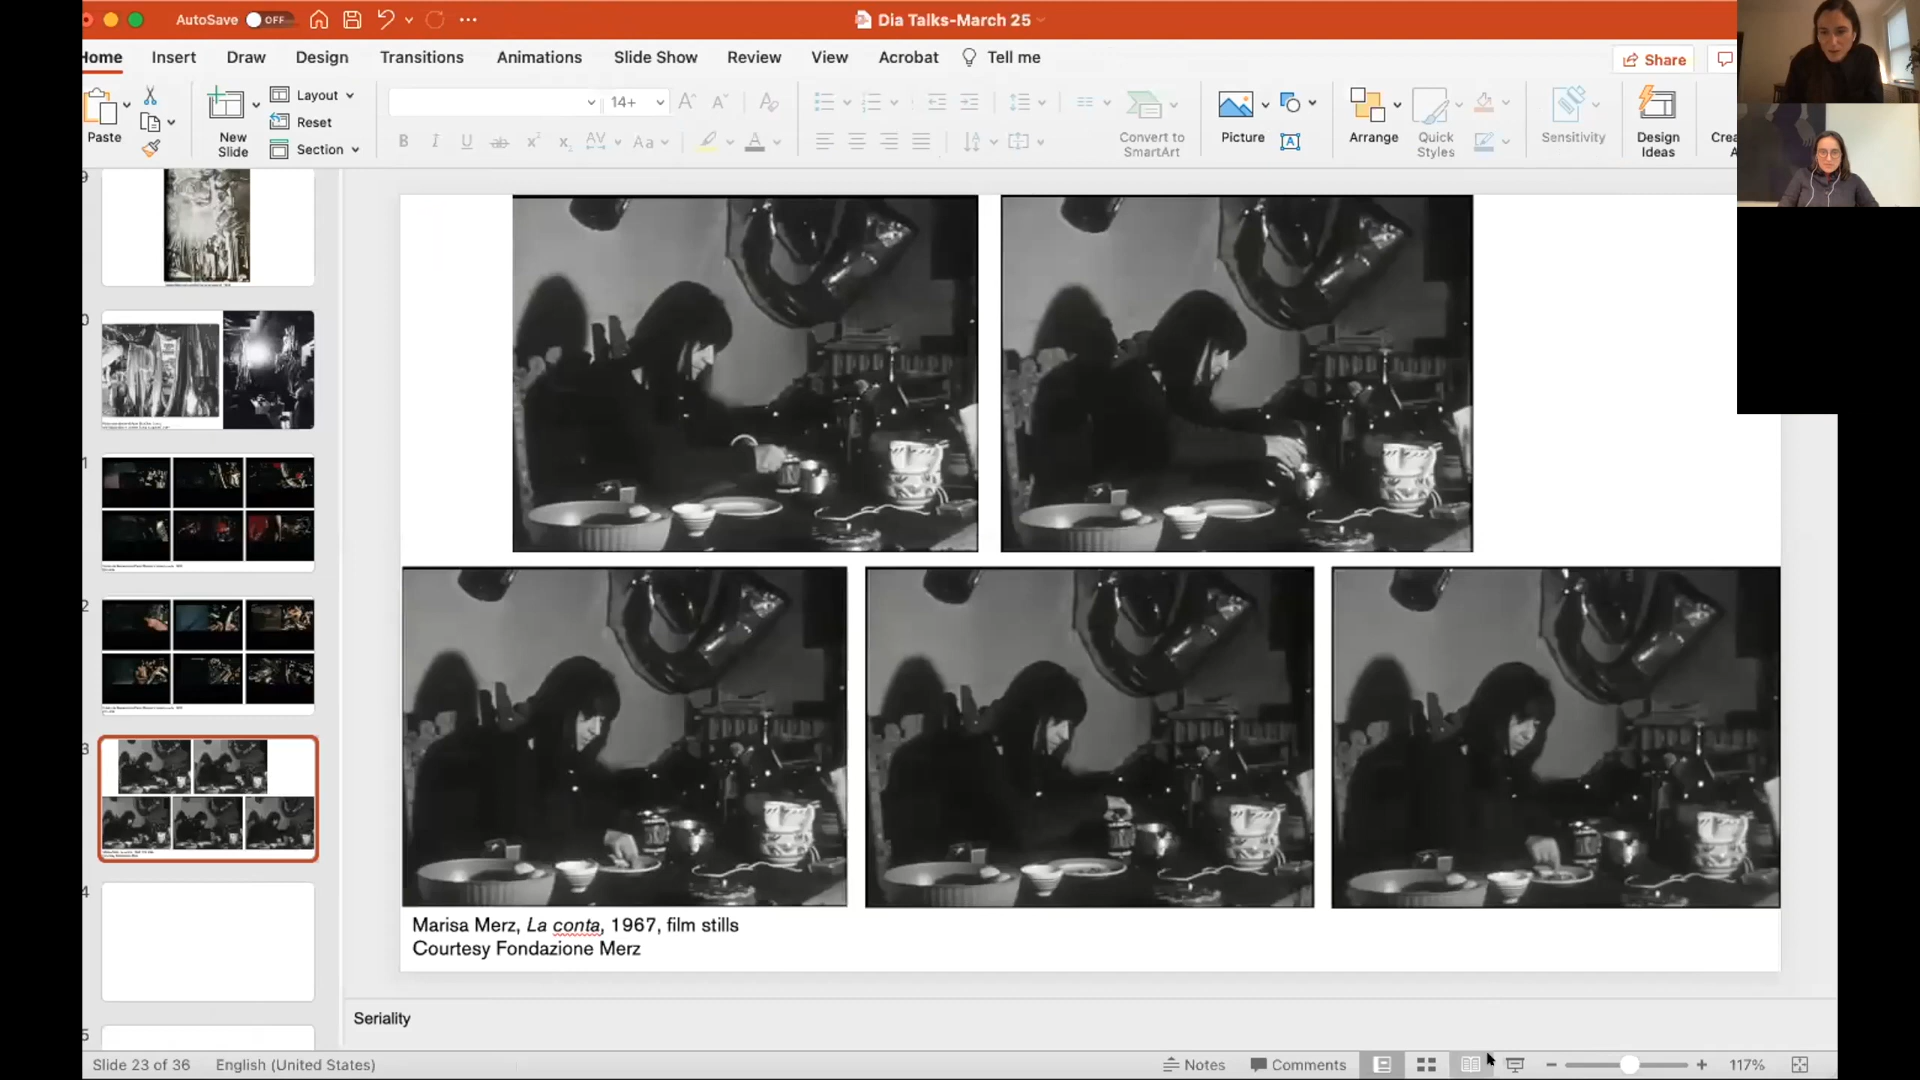 AutoSave OFF
Dia Talks-March 25
Home Insert Draw Design Transitions Animations Slide Show Review View Acrobat Tell me
Share
Paste
New
Slide
Layout
Reset
Section
14+
Convert to
SmartArt
Picture
Arrange
Quick
Styles
Sensitivity
Design
Ideas
Marisa Merz, La conta, 1967, film stills
Courtesy Fondazione Merz
Seriality
Slide 23 of 36 English (United States)
Notes Comments 117%